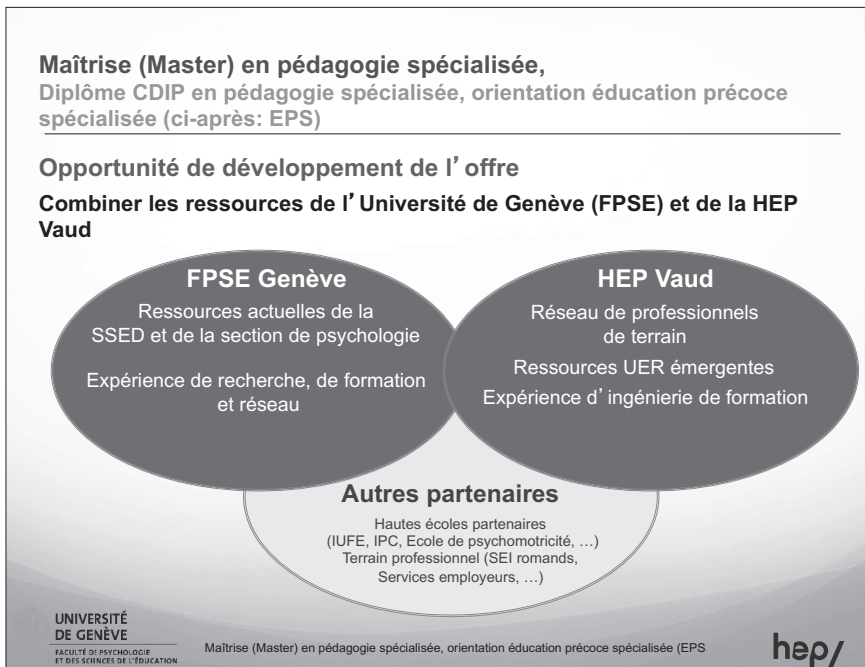 Maîtrise (Master) en pédagogie spécialisée,
Diplôme CDIP en pédagogie spécialisée, orientation éducation précoce
spécialisée (ci-après: EPS)
Opportunité de développement de l’ offre
Combiner les ressources de l’ Université de Genève (FPSE) et de la HEP
Vaud
FPSE Genève
Ressources actuelles de la
SSED et de la section de psychologie
Expérience de recherche, de formation
et réseau
HEP Vaud
Réseau de professionnels
de terrain
Ressources UER émergentes
Expérience d’ ingénierie de formation
Autres partenaires
Hautes écoles partenaires
(IUFE, IPC, Ecole de psychomotricité, …)
Terrain professionnel (SEI romands,
Services employeurs, …)
UNIVERSITÉ
DE GENÈVE
FACULTÉ DE PSYCHOLOGIE
ET DES SCIENCES DE L'ÉDUCATION
Maîtrise (Master) en pédagogie spécialisée, orientation éducation précoce spécialisée (EPS
hep/